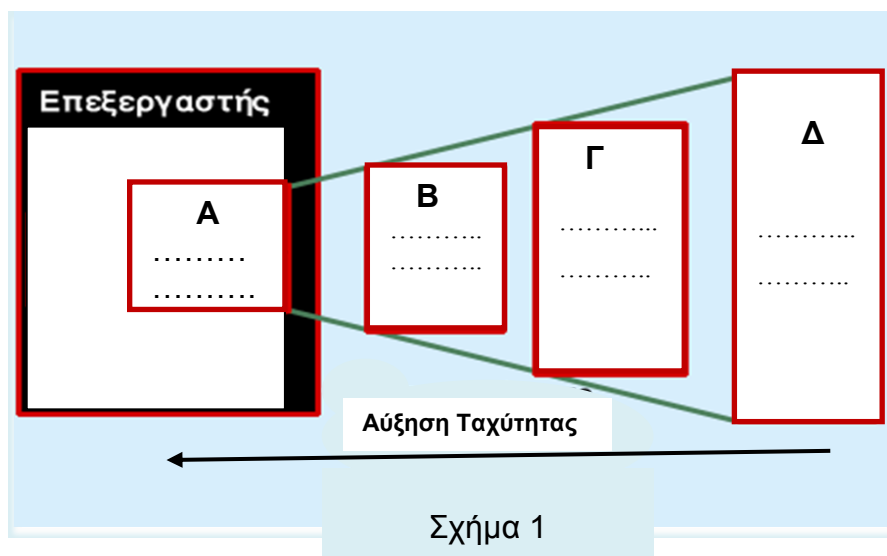 Επεξεργαστής
Α
.........
..........
Β
...........
...........
Γ
............
...........
Δ
............
...........
Αύξηση Ταχύτητας
Σχήμα 1